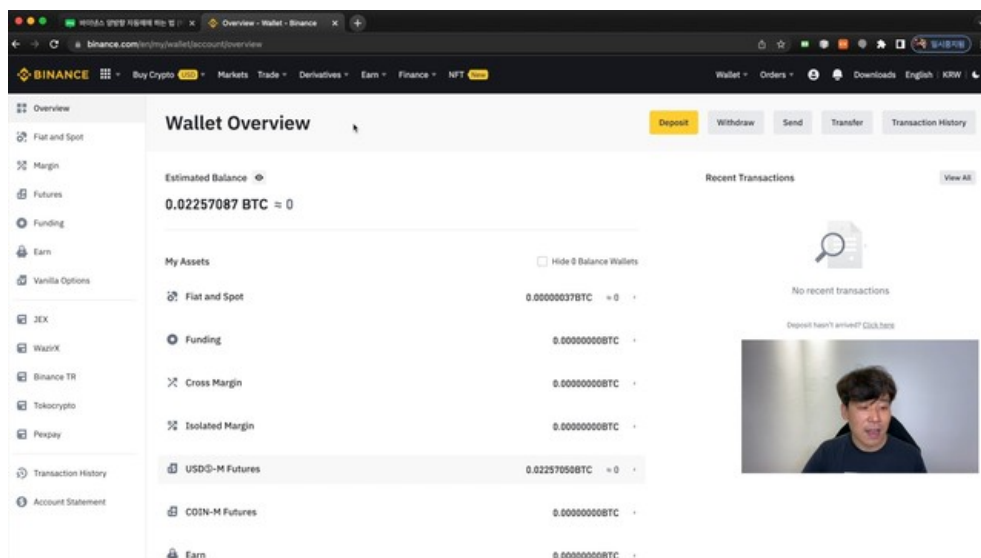 Overview - Wallet - Binance
binance.com/en/my/wallet/account/overview
BINANCE Buy Crypto USD Markets Trade Derivatives Earn Finance NFT New Wallet Orders Downloads English KRW
Overview
Fiat and Spot
Margin
Futures
Funding
Earn
Vanilla Options
JEX
WazirX
Binance TR
Tokocrypto
Pexpay
Transaction History
Account Statement
Wallet Overview
Deposit Withdraw Send Transfer Transaction History
Estimated Balance
0.02257087 BTC ≈ 0
My Assets Hide 0 Balance Wallets
Fiat and Spot 0.00000037BTC ≈ 0
Funding 0.00000000BTC
Cross Margin 0.00000000BTC
Isolated Margin 0.00000000BTC
USDⓈ-M Futures 0.02257050BTC ≈ 0
COIN-M Futures 0.00000000BTC
Earn 0.00000000BTC
Recent Transactions View All
No recent transactions
Deposit hasn't arrived? Click here